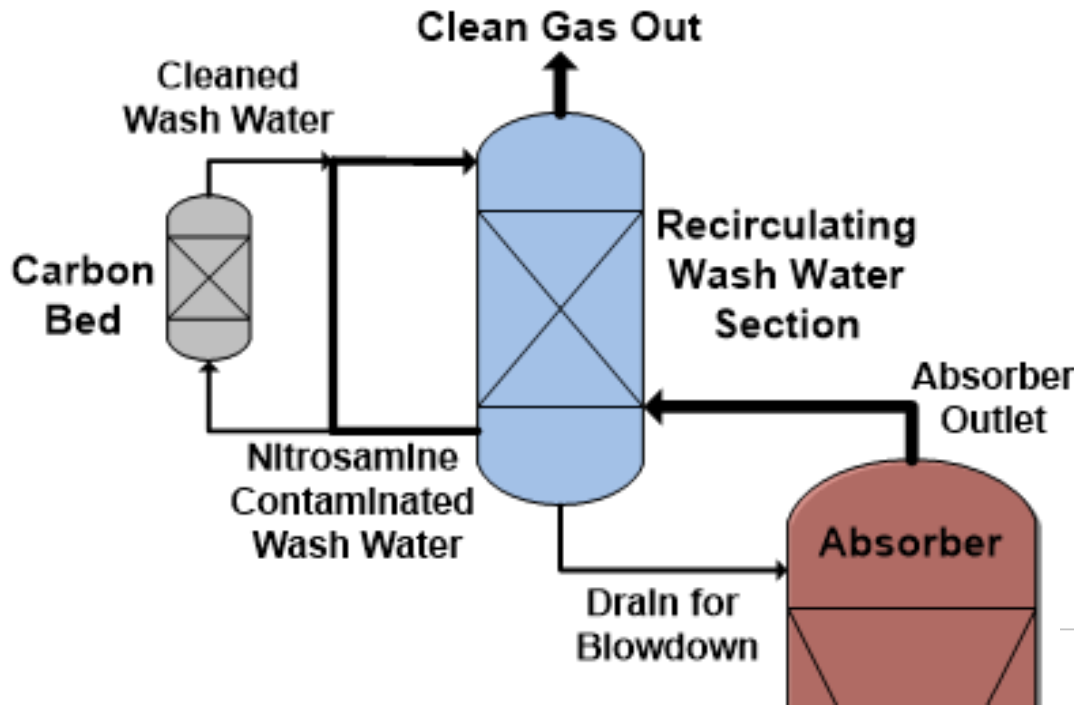 Clean Gas Out
Cleaned
Wash Water
Carbon
Bed
Recirculating
Wash Water
Section
Absorber
Outlet
Nitrosamine
Contaminated
Wash Water
Absorber
Drain for
Blowdown